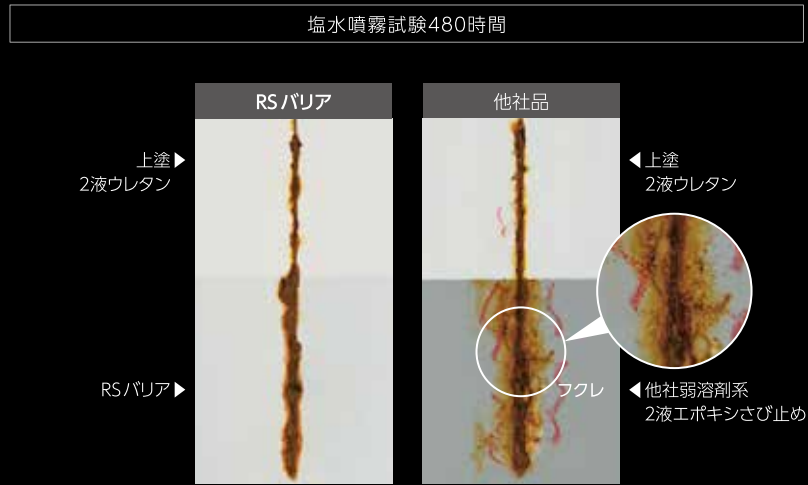 塩水噴霧試験480時間
RSバリア
他社品
上塗
2液ウレタン
上塗
2液ウレタン
RSバリア
フクレ
他社弱溶剤系
2液エポキシさび止め